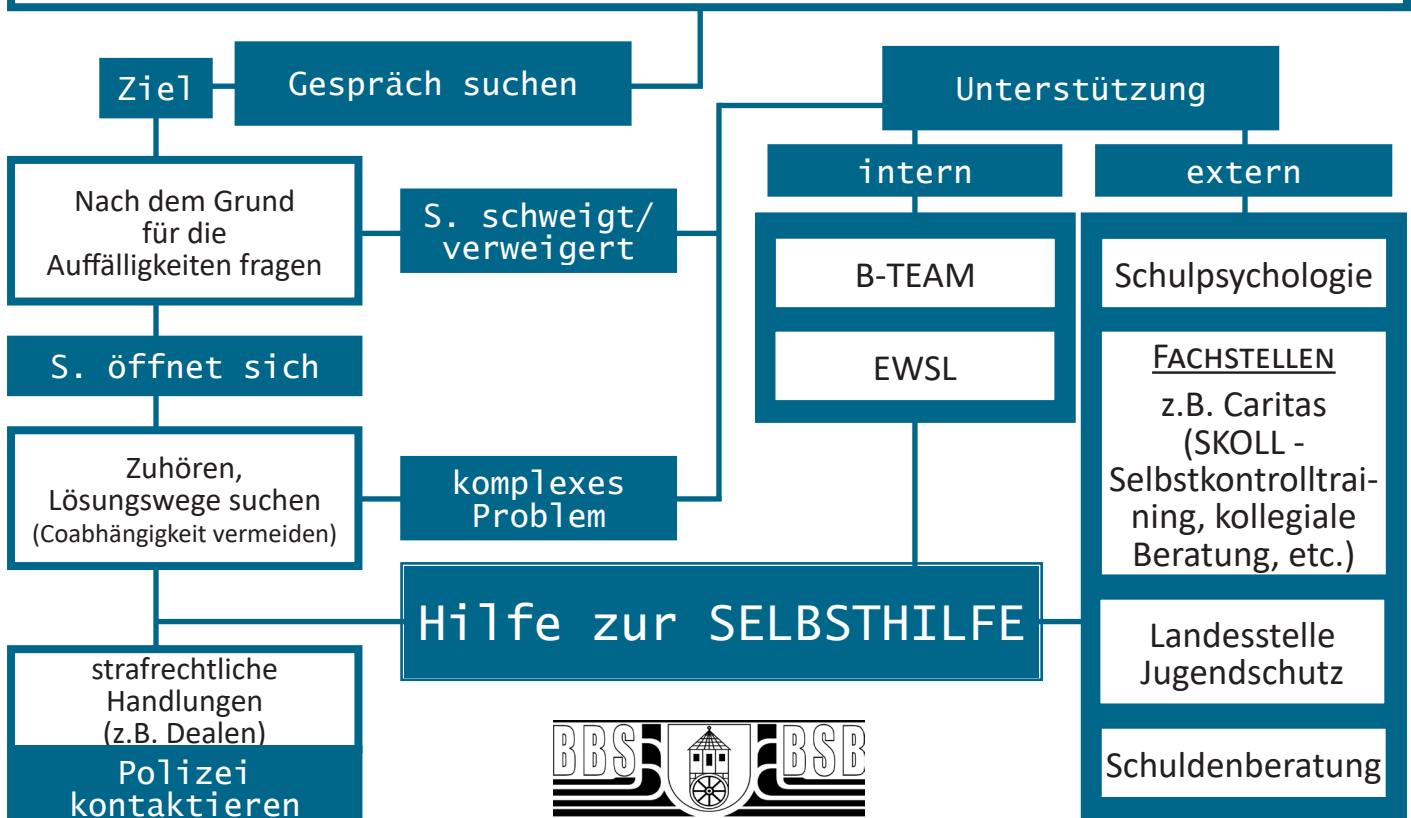 Ziel
Gespräch suchen
Nach dem Grund
für die
Auffälligkeiten fragen
S. schweigt/
verweigert
S. öffnet sich
Zuhören,
Lösungswege suchen
(Coabhängigkeit vermeiden)
komplexes
Problem
strafrechtliche
Handlungen
(z.B. Dealen)
Polizei
kontaktieren
Unterstützung
intern
B-TEAM
EWSL
extern
Schulpsychologie
FACHSTELLEN
z.B. Caritas
(SKOLL -
Selbstkontrolltrai-
ning, kollegiale
Beratung, etc.)
Landesstelle
Jugendschutz
Schuldenberatung
Hilfe zur SELBSTHILFE
BBS BSB